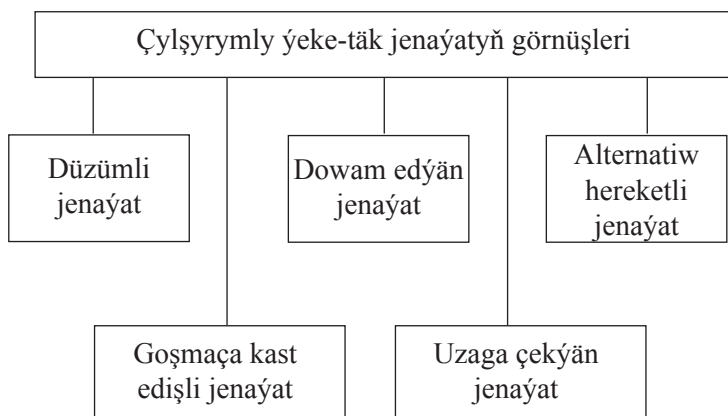 Çylşyrymly ýeke-täk jenaýatyň görnüşleri
Düzümli
jenaýat
Dowam edýän
jenaýat
Alternatiw
hereketli
jenaýat
Goşmaça kast
edişli jenaýat
Uzaga çekýän
jenaýat